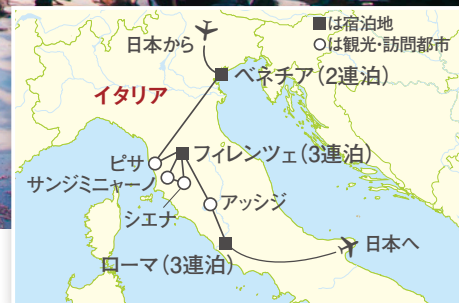 ■は宿泊地
○は観光・訪問都市
日本から
ベネチア(2連泊)
イタリア
ピサ
フィレンツェ(3連泊)
サンジミニャーノ
シエナ
アッシジ
ローマ(3連泊)
日本へ